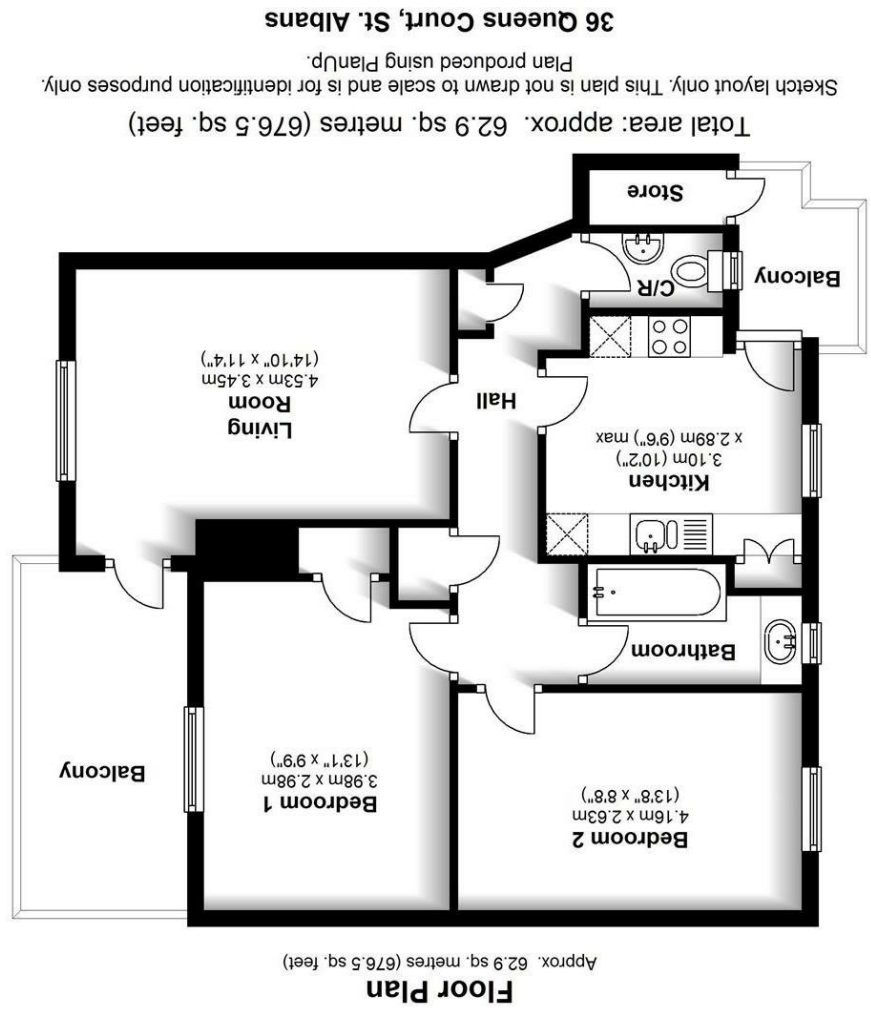 Floor Plan
Approx. 62.9 sq. metres (676.5 sq. feet)
Bedroom 2
4.16m x 2.63m
(13'8" x 8'8")
Bedroom 1
3.98m x 2.98m
(13'1" x 9'9")
Balcony
Bathroom
Kitchen
3.10m (10'2")
x 2.89m (9'6") max
Hall
Living
Room
4.53m x 3.45m
(14'10" x 11'4")
C/R
Balcony
Store
Total area: approx. 62.9 sq. metres (676.5 sq. feet)
Sketch layout only. This plan is not drawn to scale and is for identification purposes only.
Plan produced using PlanUp.
36 Queens Court, St. Albans